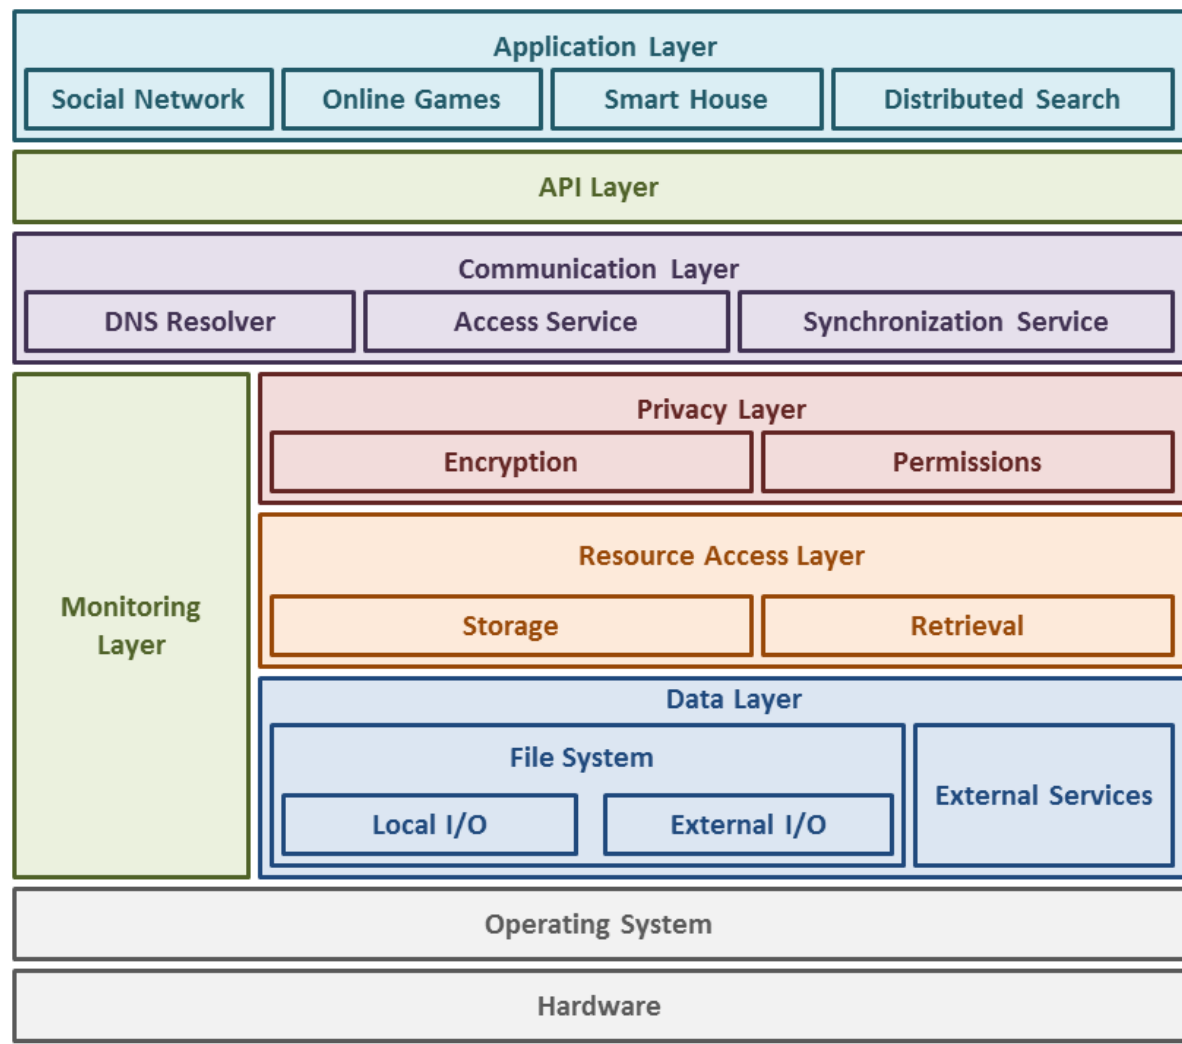 Application Layer
Social Network
Online Games
Smart House
Distributed Search
API Layer
Communication Layer
DNS Resolver
Access Service
Synchronization Service
Monitoring
Layer
Privacy Layer
Encryption
Permissions
Resource Access Layer
Storage
Retrieval
Data Layer
File System
Local I/O
External I/O
External Services
Operating System
Hardware